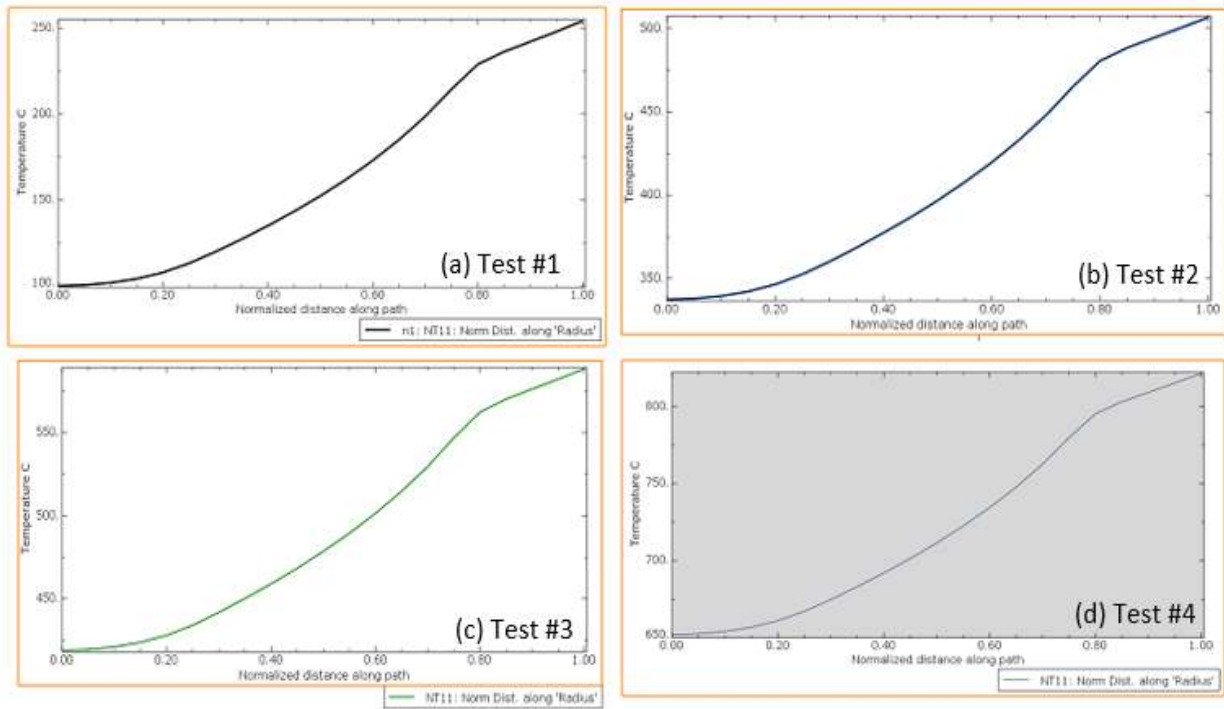 250.
200.
150.
100.
Temperature C
0.00 0.20 0.40 0.60 0.80 1.00
Normalized distance along path
(a) Test #1
n1: NT11: Norm Dist. along 'Radius'
500.
450.
400.
350.
Temperature C
0.00 0.20 0.40 0.60 0.80 1.00
Normalized distance along path
(b) Test #2
550.
500.
450.
Temperature C
0.00 0.20 0.40 0.60 0.80 1.00
Normalized distance along path
(c) Test #3
NT11: Norm Dist. along 'Radius'
800.
750.
700.
650.
Temperature C
0.00 0.20 0.40 0.60 0.80 1.00
Normalized distance along path
(d) Test #4
NT11: Norm Dist. along 'Radius'